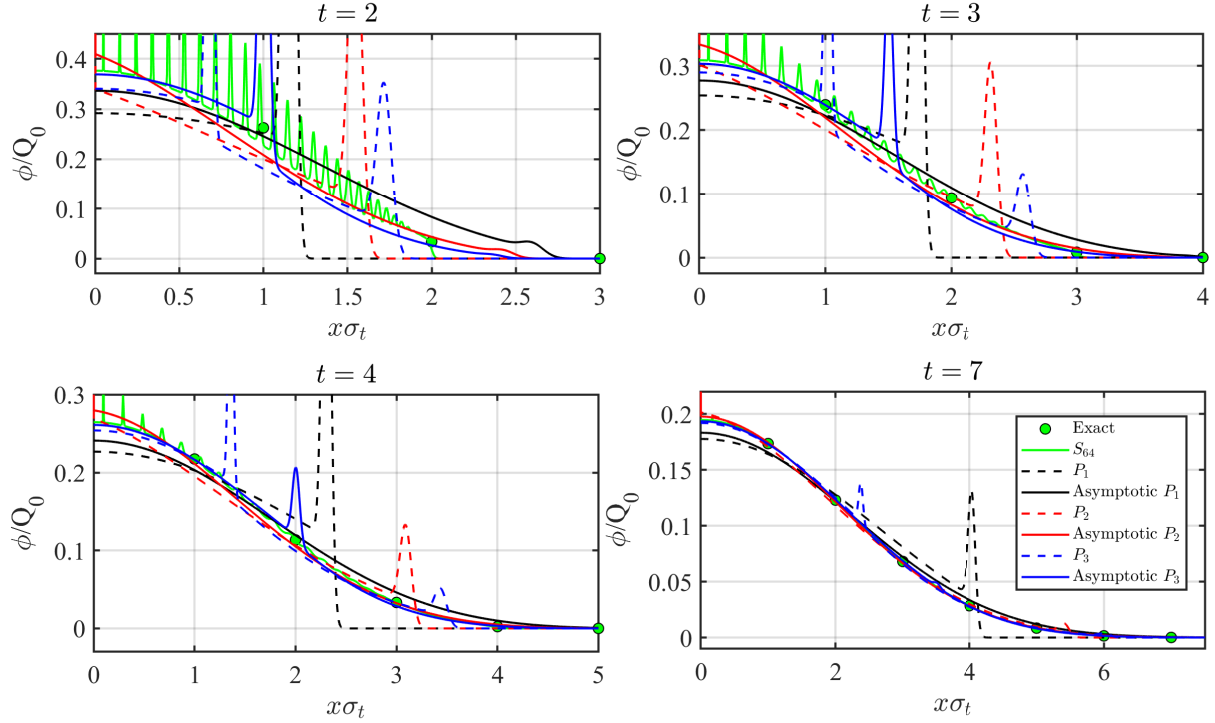 t = 2
ϕ/Q₀
0.4
0.3
0.2
0.1
0
0 0.5 1 1.5 2 2.5 3
xσₜ
t = 3
ϕ/Q₀
0.3
0.2
0.1
0
0 1 2 3 4
xσₜ
t = 4
ϕ/Q₀
0.3
0.2
0.1
0
0 1 2 3 4 5
xσₜ
t = 7
ϕ/Q₀
0.2
0.15
0.1
0.05
0
0 2 4 6
xσₜ
Exact
S₆₄
P₁
Asymptotic P₁
P₂
Asymptotic P₂
P₃
Asymptotic P₃